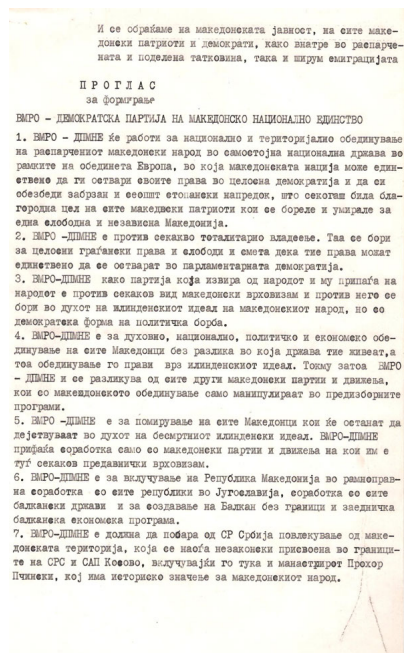 И се обраќаме на македонската јавност, на сите маке-
донски патриоти и демократи, како внатре во распарче-
ната и поделена татковина, така и ширум емиграцијата
П Р О Г Л А С
за формирање
ВМРО - ДЕМОКРАТСКА ПАРТИЈА НА МАКЕДОНСКО НАЦИОНАЛНО ЕДИНСТВО
1. ВМРО - ДПМНЕ ќе работи за национално и територијално обединување
на распарчениот македонски народ во самостојна национална држава во
рамките на обединета Европа, во која македонската нација може един-
ствено да ги оствари своите права во целосна демократија и да си
обезбеди забрзан и сеопшт стопански напредок, што секогаш била бла-
городна цел на сите македвски патриоти кои се бореле и умирале за
една слободна и независна Македонија.
2. ВМРО - ДПМНЕ е против секакво тоталитарно владеење. Таа се бори
за целосни граѓански права и слободи и смета дека тие права можат
единствено да се остварат во парламентарната демократија.
3. ВМРО - ДПМНЕ како партија која извира од народот и му припаѓа на
народот е против секаков вид македонски врховизам и против него се
бори во духот на илинденскиот идеал на македонскиот народ, но со
демократска форма на политичка борба.
4. ВМРО - ДПМНЕ е за духовно, национално, политичко и економско обе-
динување на сите Македонци без разлика во која држава тие живеат,а
тоа обединување го прави врз илинденскиот идеал. Токму затоа ВМРО
- ДПМНЕ и се разликува од сите други македонски партии и движења,
кои со македонското обединување само манипулираат во предизборните
програми.
5. ВМРО - ДПМНЕ е за помирување на сите Македонци кои ќе останат да
дејствуваат во духот на бесмртниот илинденски идеал. ВМРО-ДПМНЕ
прифаќа соработка само со македонски партии и движења на кои им е
туѓ секаков предавнички врховизам.
6. ВМРО-ДПМНЕ е за вклучување на Република Македонија во рамноправ-
на соработка со сите републики во Југославија, соработка со сите
балкански држави и за создавање на Балкан без граници и заедничка
балканска економска програма.
7. ВМРО-ДПМНЕ е должна да побара од СР Србија повлекување од маке-
донската територија, која се наоѓа незаконски присвоена во граници-
те на СРС и САП Косово, вклучувајќи го тука и манастирот Прохор
Пчински, кој има историско значење за македонскиот народ.